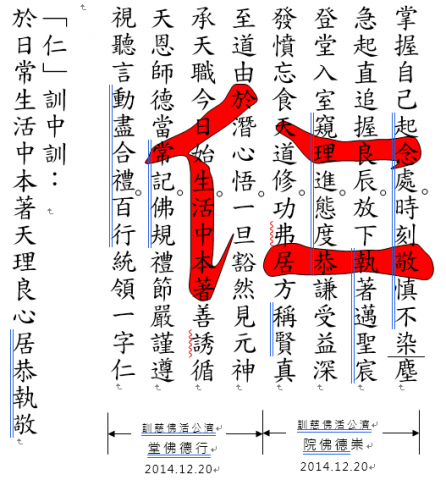 掌握自己起念處。時刻敬慎不染塵
急起直追握良辰。放下執著邁聖宸
登堂入室窺理進。態度恭謙受益深
發憤忘食天道修。功弗居方稱賢真
至道由於潛心悟。一旦豁然見元神
承天職今日始生。活中本著善誘循
天恩師德當常記。佛規禮節嚴謹遵
視聽言動盡合禮。百行統領一字仁
「仁」訓中訓：
於日常生活中本著天理良心居恭執敬
濟公活佛慈訓
崇德佛院
2014.12.20
濟公活佛慈訓
行德佛堂
2014.12.20